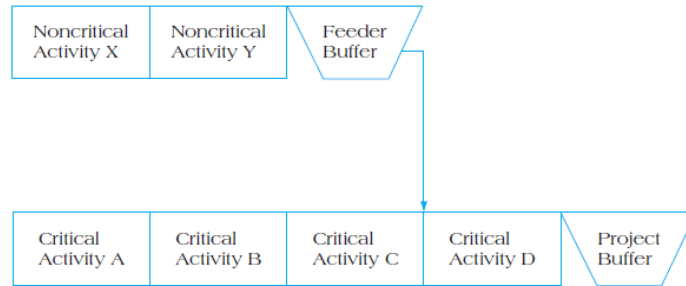 Noncritical
Activity X
Noncritical
Activity Y
Feeder
Buffer
Critical
Activity A
Critical
Activity B
Critical
Activity C
Critical
Activity D
Project
Buffer